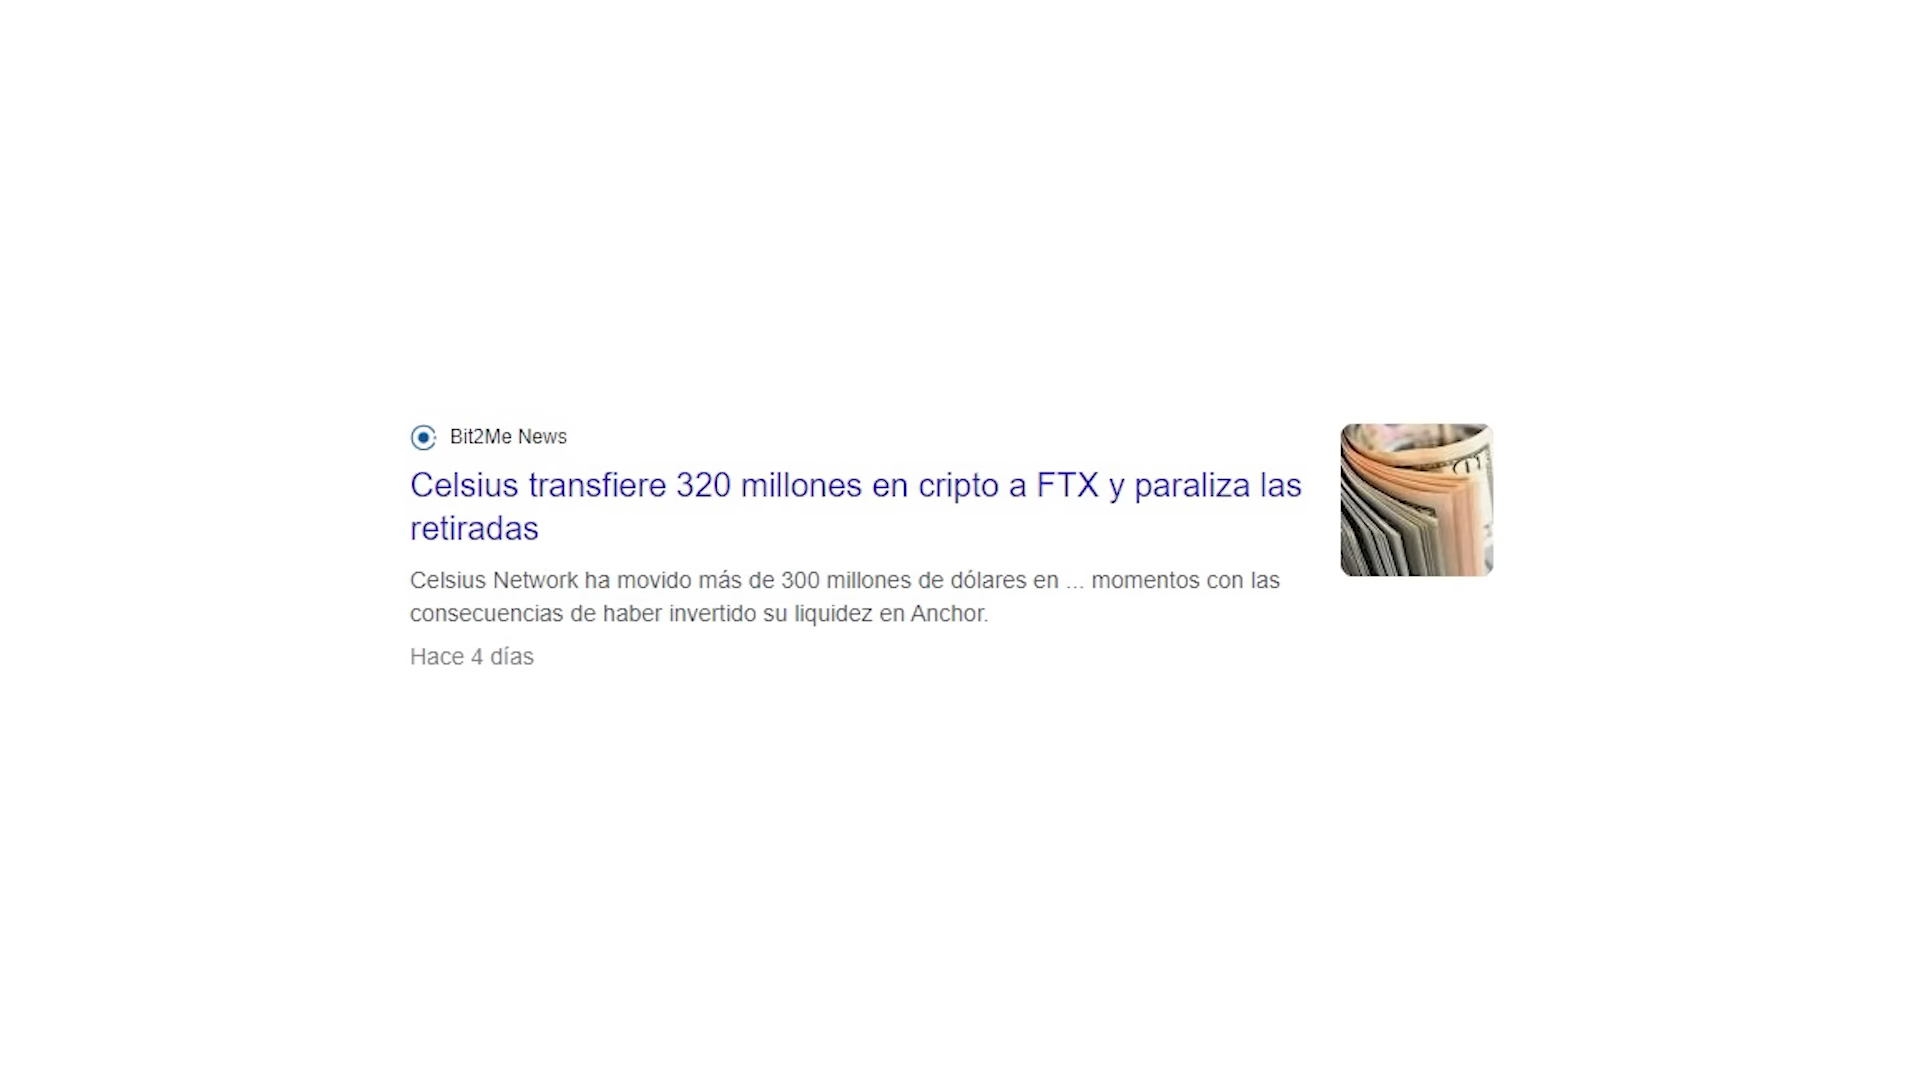 Bit2Me News
Celsius transfiere 320 millones en cripto a FTX y paraliza las
retiradas
Celsius Network ha movido más de 300 millones de dólares en ... momentos con las
consecuencias de haber invertido su liquidez en Anchor.
Hace 4 días